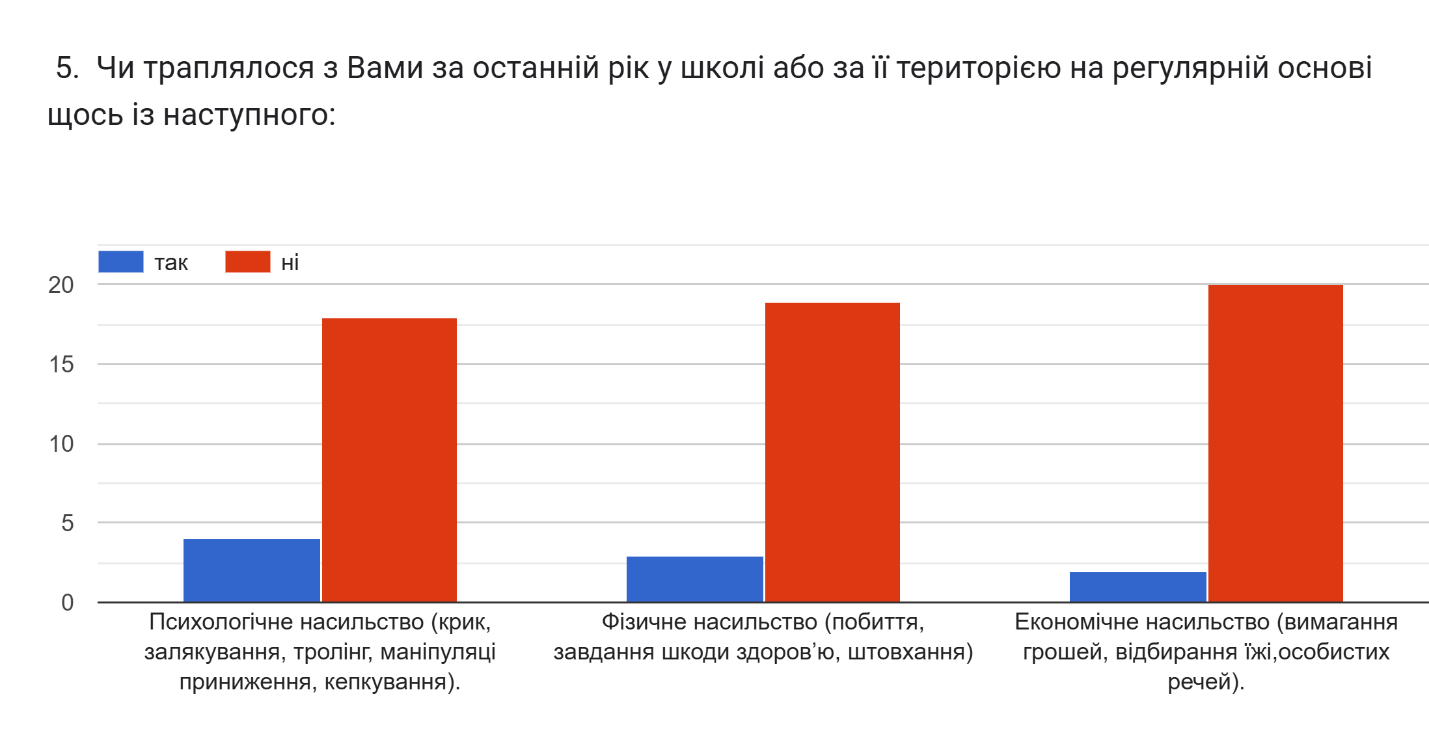 5. Чи траплялося з Вами за останній рік у школі або за її територією на регулярній основі
щось із наступного:
так ні
20
15
10
5
0
Психологічне насильство (крик,
залякування, тролінг, маніпуляці
приниження, кепкування).
Фізичне насильство (побиття,
завдання шкоди здоров’ю, штовхання)
Економічне насильство (вимагання
грошей, відбирання їжі,особистих
речей).